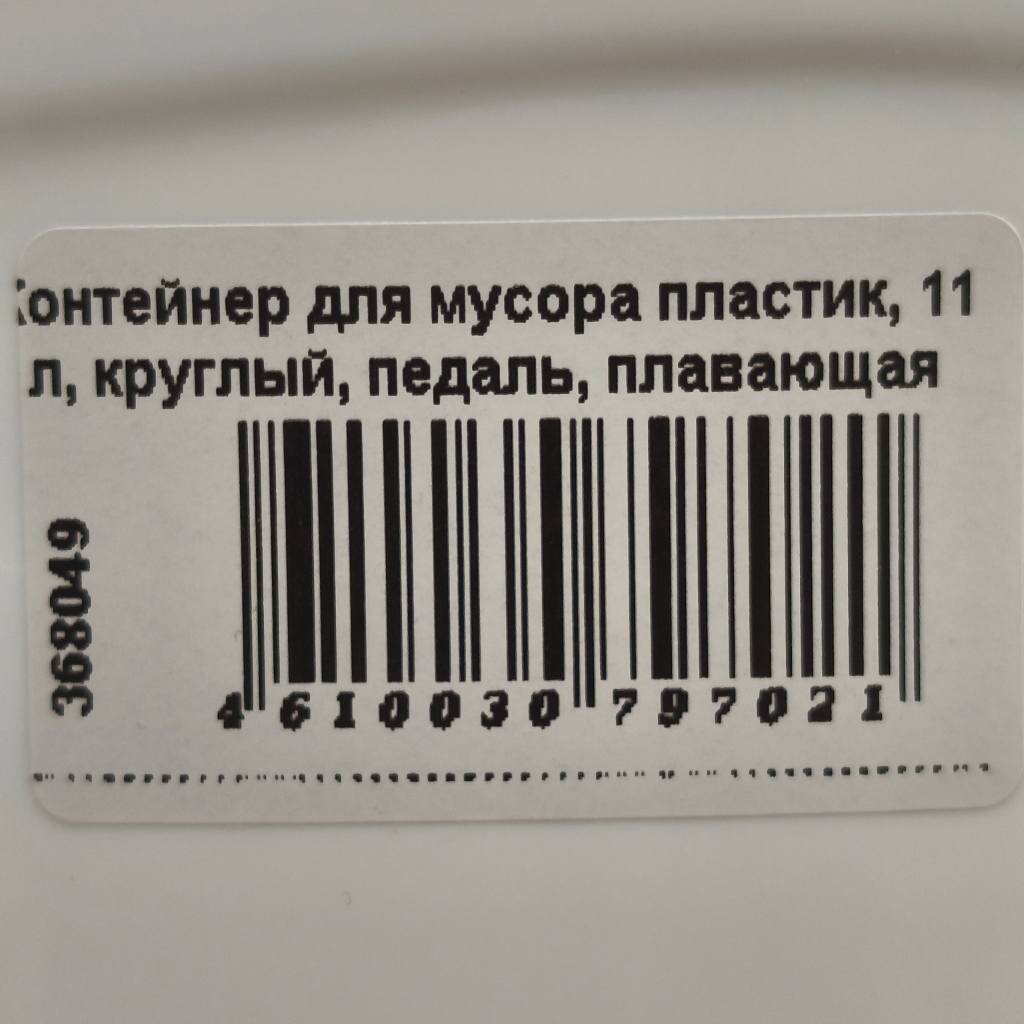 Контейнер для мусора пластик, 11
л, круглый, педаль, плавающая
368049
4 610030 797021